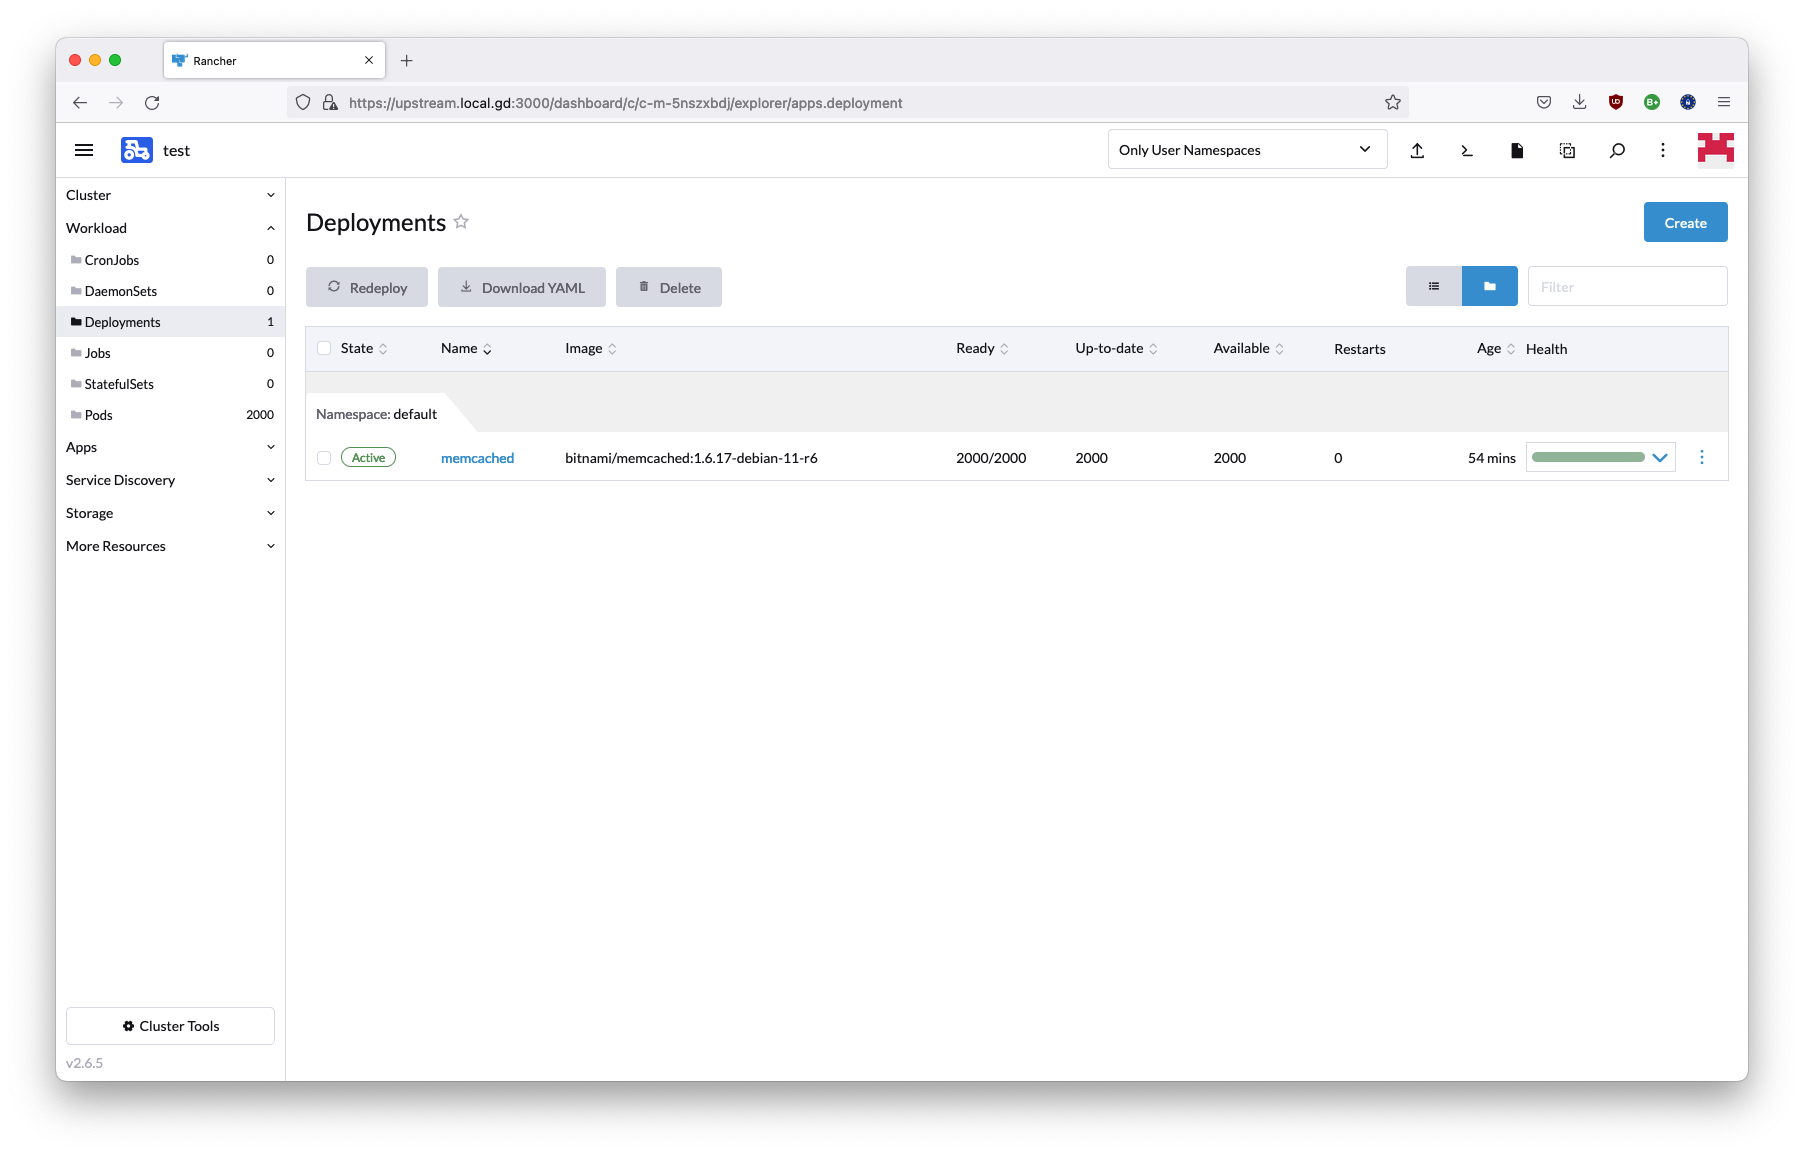 Rancher
https://upstream.local.gd:3000/dashboard/c/c-m-5nszxbdj/explorer/apps.deployment
UD
B+
test
Only User Namespaces
Cluster
Workload
CronJobs 0
DaemonSets 0
Deployments 1
Jobs 0
StatefulSets 0
Pods 2000
Apps
Service Discovery
Storage
More Resources
Cluster Tools
v2.6.5
Deployments
Create
Redeploy Download YAML Delete
Filter
State Name Image Ready Up-to-date Available Restarts Age Health
Namespace: default
Active memcached bitnami/memcached:1.6.17-debian-11-r6 2000/2000 2000 2000 0 54 mins